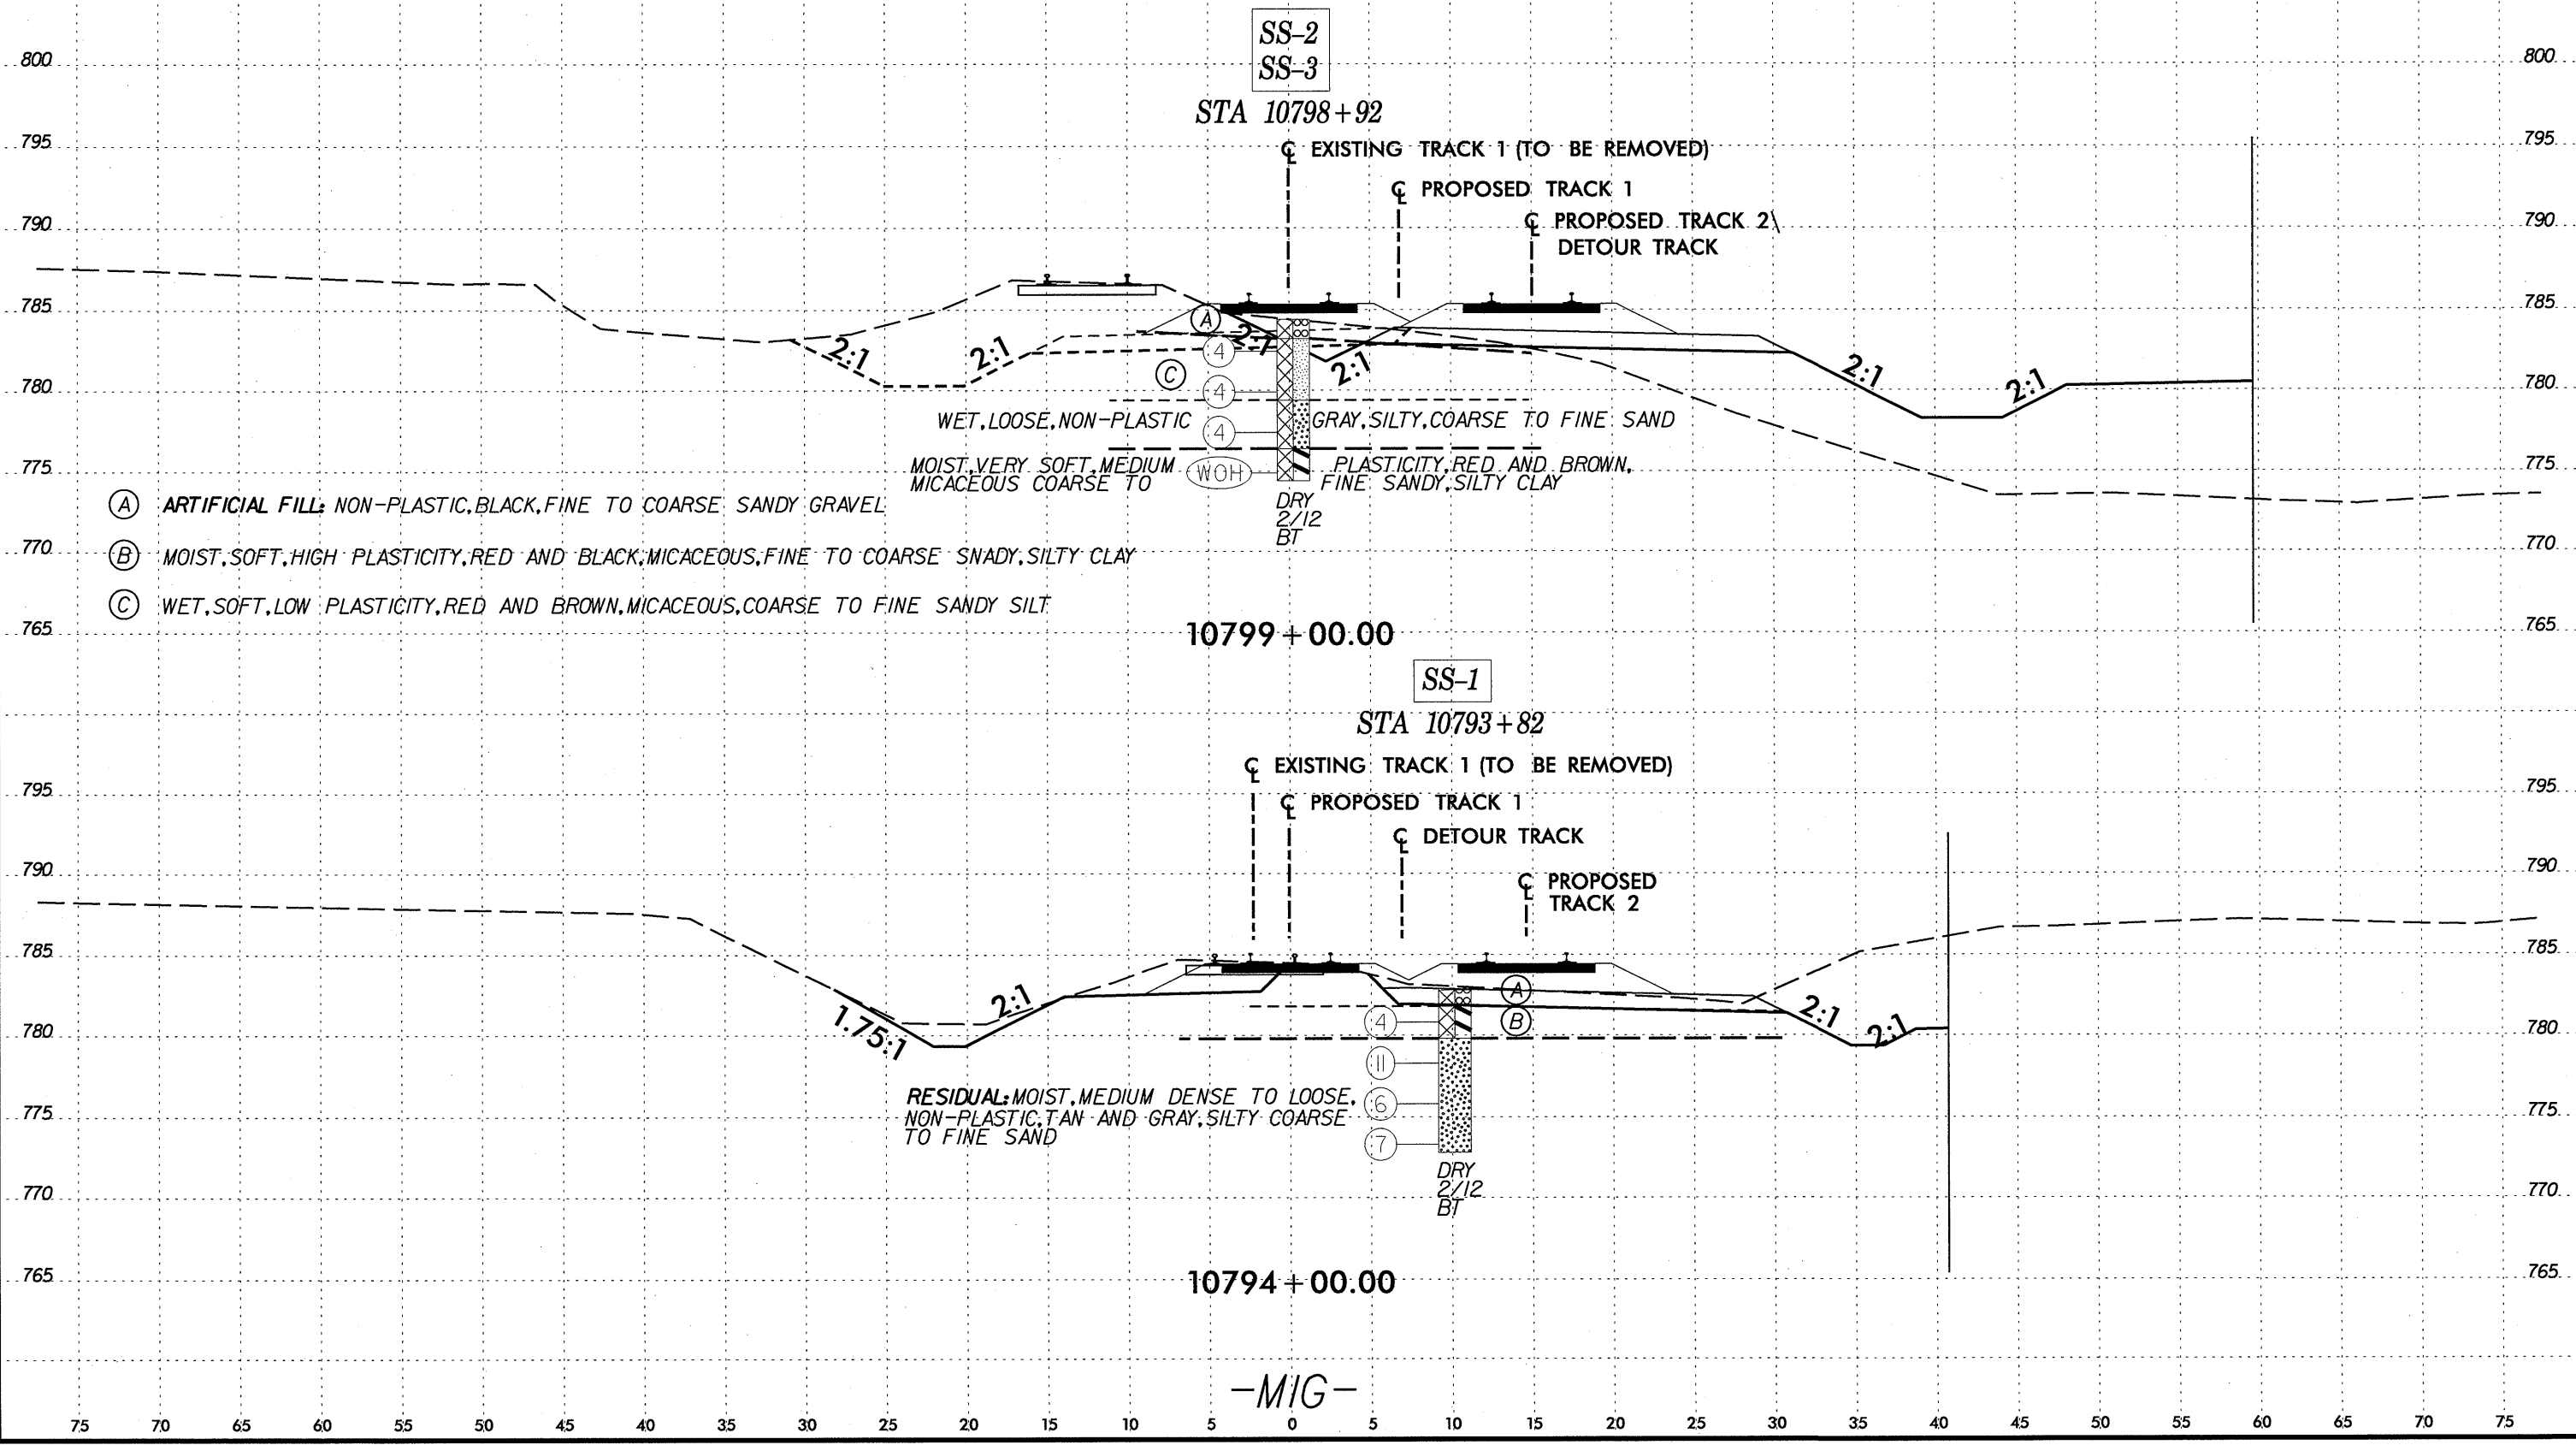 SS-2
SS-3
STA 10798+92
800 800
795 ℄ EXISTING TRACK 1 (TO BE REMOVED) 795
℄ PROPOSED TRACK 1
790 ℄ PROPOSED TRACK 2\ 790
DETOUR TRACK
785 785
A
2:1 2:1 2:1 4 2:1 2:1 2:1
C
780 4 780
WET, LOOSE, NON-PLASTIC 4 GRAY, SILTY, COARSE TO FINE SAND
775 MOIST, VERY SOFT, MEDIUM WOH PLASTICITY, RED AND BROWN, 775
MICACEOUS COARSE TO FINE SANDY, SILTY CLAY
DRY
2/12
BT
A ARTIFICIAL FILL: NON-PLASTIC, BLACK, FINE TO COARSE SANDY GRAVEL
770 770
B MOIST, SOFT, HIGH PLASTICITY, RED AND BLACK, MICACEOUS, FINE TO COARSE SNADY, SILTY CLAY
C WET, SOFT, LOW PLASTICITY, RED AND BROWN, MICACEOUS, COARSE TO FINE SANDY SILT
765 10799+00.00 765
SS-1
STA 10793+82
℄ EXISTING TRACK 1 (TO BE REMOVED)
795 ℄ PROPOSED TRACK 1 795
℄ DETOUR TRACK
790 ℄ PROPOSED 790
TRACK 2
785 785
A
2:1 2:1
1.75:1 4 B 2:1
780 780
11
RESIDUAL: MOIST, MEDIUM DENSE TO LOOSE, 6
775 NON-PLASTIC, TAN AND GRAY, SILTY COARSE 775
TO FINE SAND 7
DRY
2/12
BT
770 770
765 10794+00.00 765
-MIG-
75 70 65 60 55 50 45 40 35 30 25 20 15 10 5 0 5 10 15 20 25 30 35 40 45 50 55 60 65 70 75